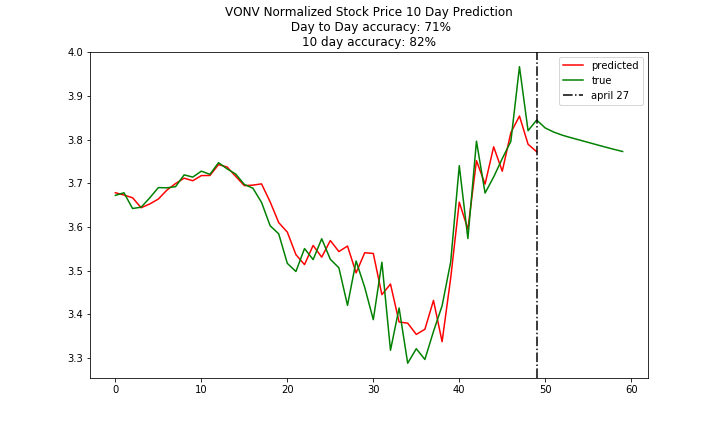 VONV Normalized Stock Price 10 Day Prediction
Day to Day accuracy: 71%
10 day accuracy: 82%
4.0
3.9
3.8
3.7
3.6
3.5
3.4
3.3
predicted
true
april 27
0 10 20 30 40 50 60